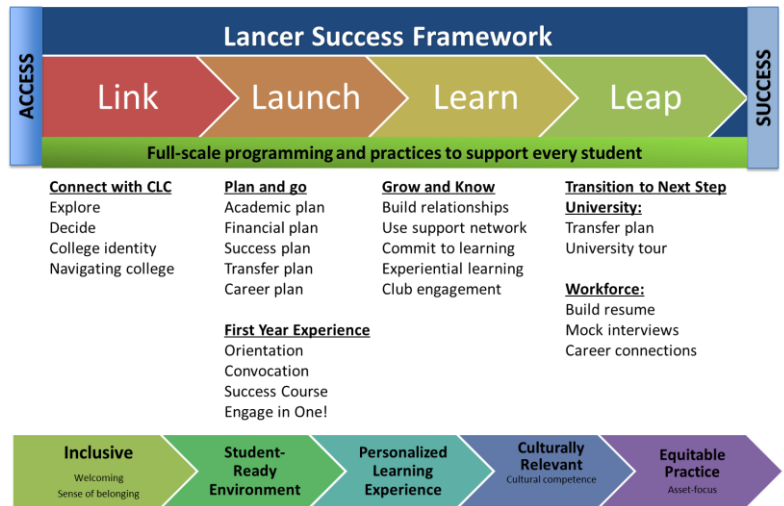 Lancer Success Framework
ACCESS
Link
Launch
Learn
Leap
SUCCESS
Full-scale programming and practices to support every student
Connect with CLC
Explore
Decide
College identity
Navigating college
Plan and go
Academic plan
Financial plan
Success plan
Transfer plan
Career plan
First Year Experience
Orientation
Convocation
Success Course
Engage in One!
Grow and Know
Build relationships
Use support network
Commit to learning
Experiential learning
Club engagement
Transition to Next Step
University:
Transfer plan
University tour
Workforce:
Build resume
Mock interviews
Career connections
Inclusive
Welcoming
Sense of belonging
Student-
Ready
Environment
Personalized
Learning
Experience
Culturally
Relevant
Cultural competence
Equitable
Practice
Asset-focus